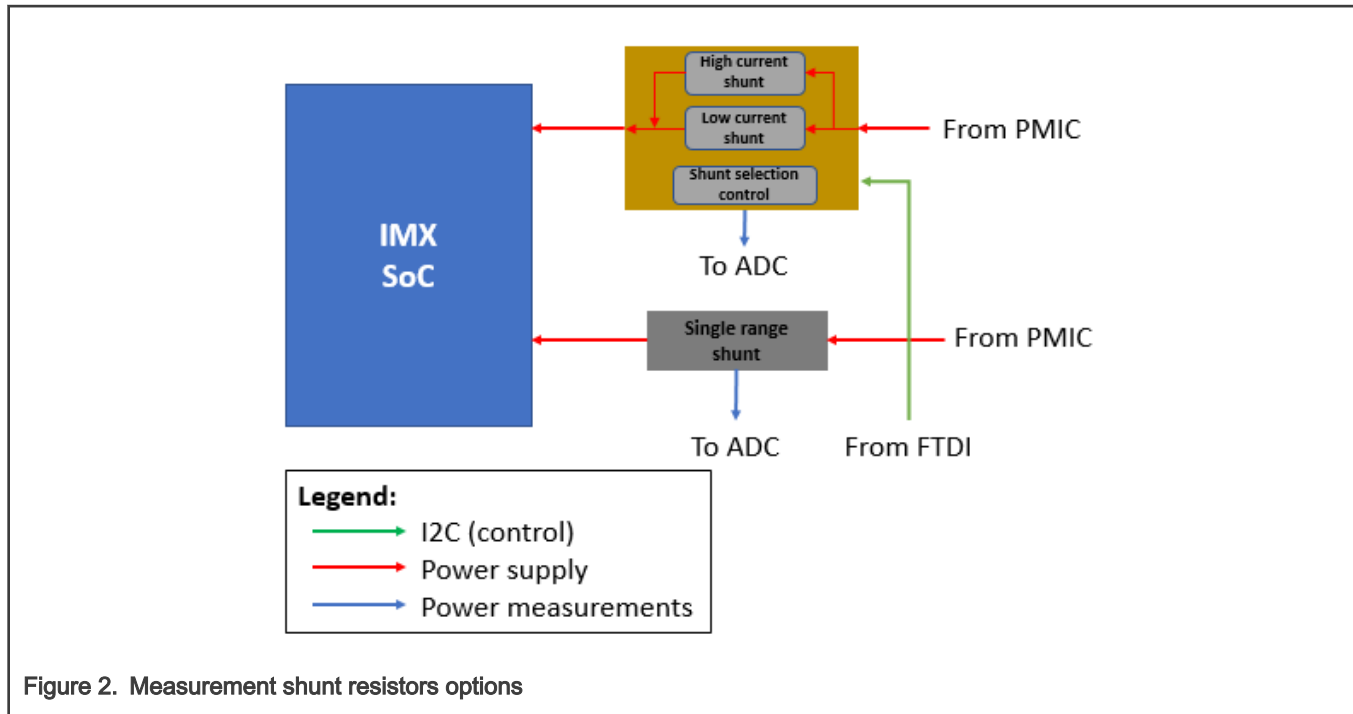 High current
shunt
Low current
shunt
From PMIC
Shunt selection
control
IMX
SoC
To ADC
Single range
shunt
From PMIC
To ADC
From FTDI
Legend:
I2C (control)
Power supply
Power measurements
Figure 2. Measurement shunt resistors options